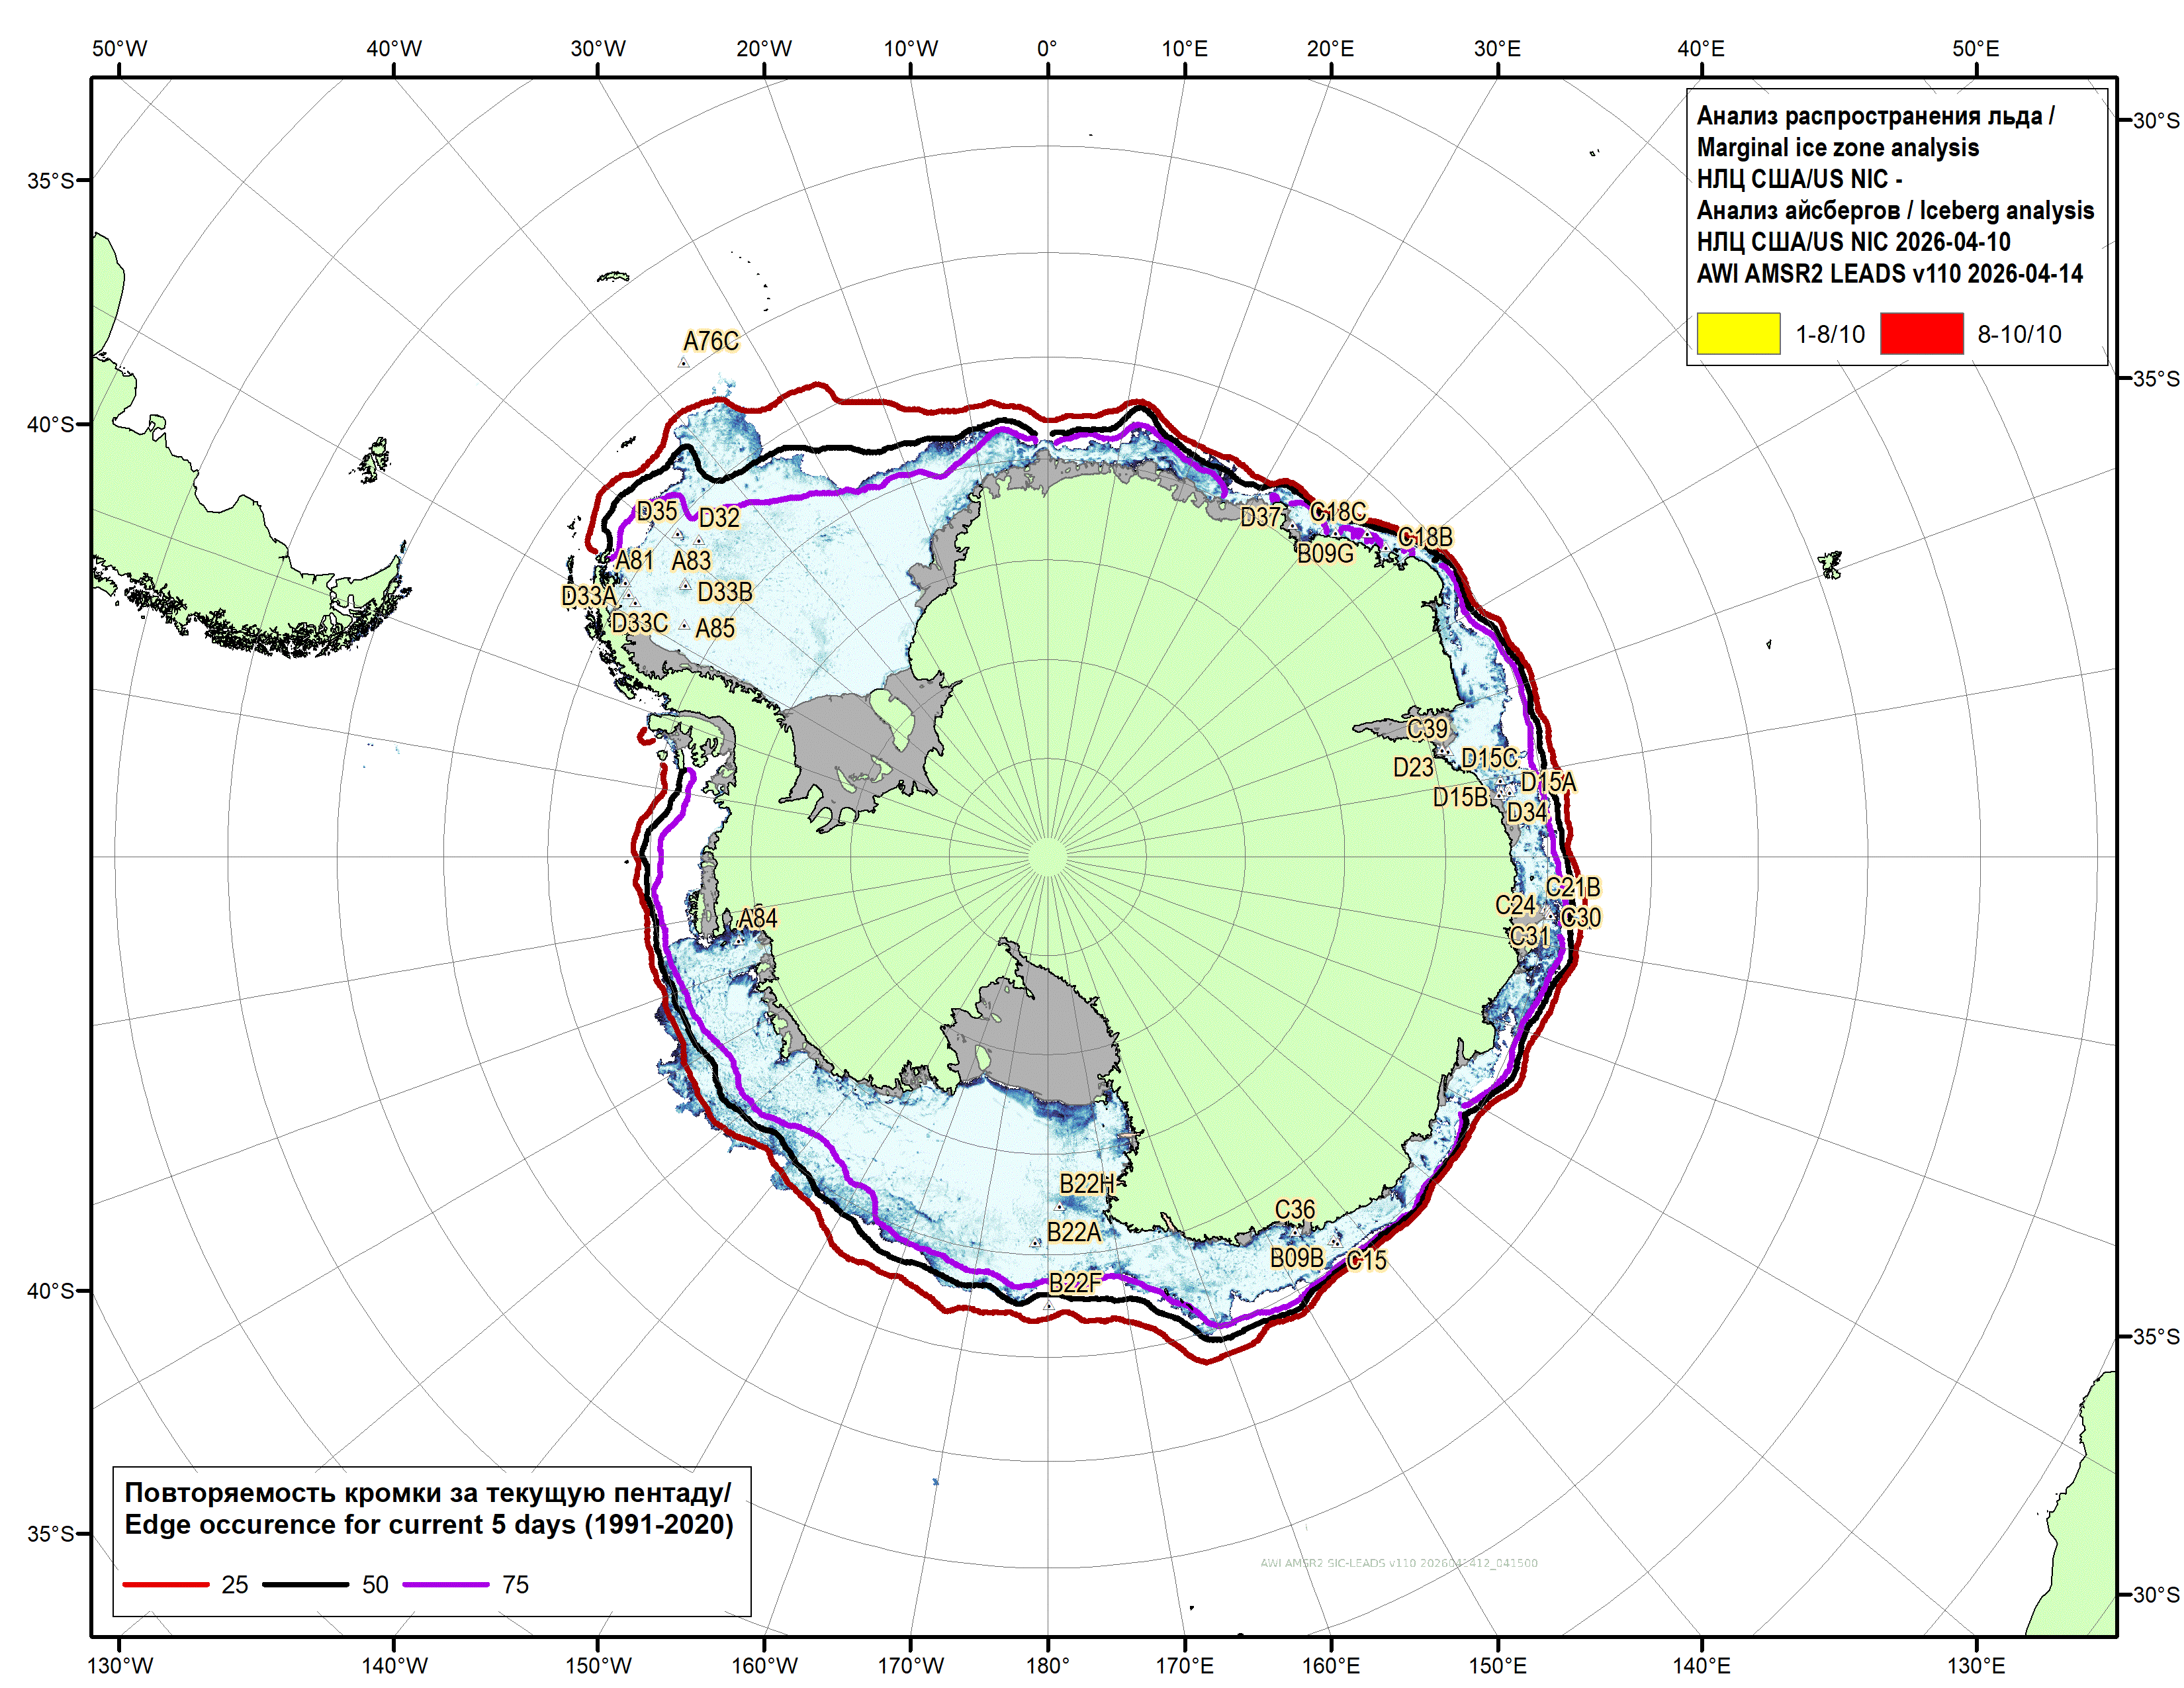 50°W 40°W 30°W 20°W 10°W 0° 10°E 20°E 30°E 40°E 50°E
Анализ распространения льда /
Marginal ice zone analysis
НЛЦ США/US NIC -
Анализ айсбергов / Iceberg analysis
НЛЦ США/US NIC 2026-04-10
AWI AMSR2 LEADS v110 2026-04-14
1-8/10 8-10/10
30°S
35°S
35°S
40°S
A76C
D35
D32
D37
C18C
C18B
B09G
A81
A83
D33A
D33B
D33C
A85
C39
D23
D15C
D15A
D15B
D34
C21B
C24
C30
C31
A84
B22H
B22A
B22F
C36
B09B
C15
40°S
35°S
35°S
30°S
Повторяемость кромки за текущую пентаду/
Edge occurence for current 5 days (1991-2020)
25 50 75
130°W 140°W 150°W 160°W 170°W 180° 170°E 160°E 150°E 140°E 130°E